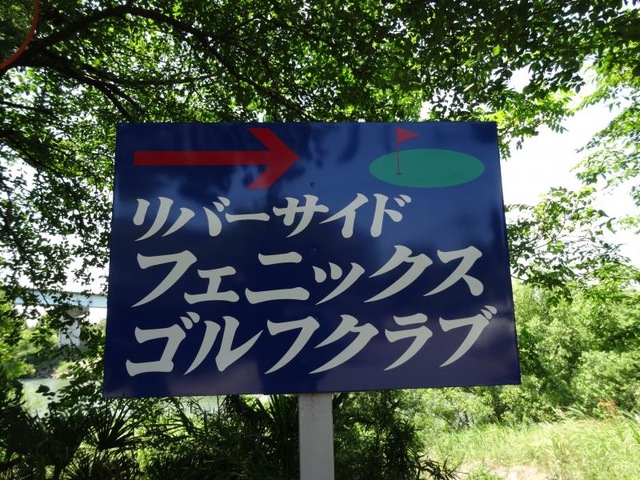 リバーサイド
フェニックス
ゴルフクラブ